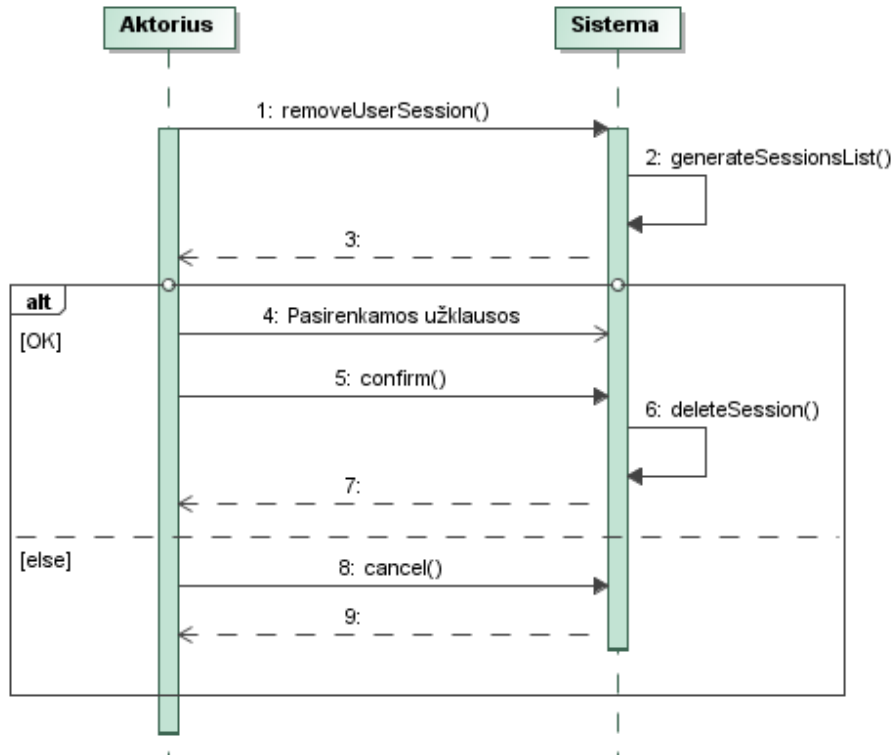 Aktorius
Sistema
1: removeUserSession()
2: generateSessionsList()
3:
alt
4: Pasirenkamos užklausos
[OK]
5: confirm()
6: deleteSession()
7:
[else]
8: cancel()
9: